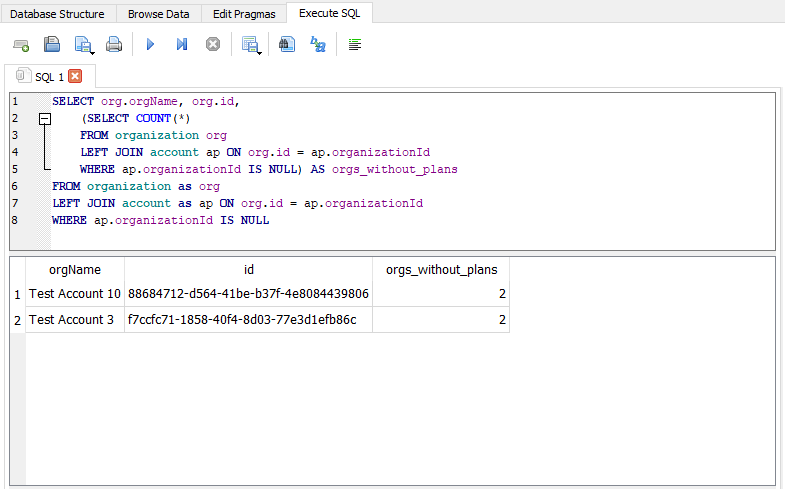 Database Structure Browse Data Edit Pragmas Execute SQL
SQL 1
1 SELECT org.orgName, org.id,
2 (SELECT COUNT(*)
3 FROM organization org
4 LEFT JOIN account ap ON org.id = ap.organizationId
5 WHERE ap.organizationId IS NULL) AS orgs_without_plans
6 FROM organization as org
7 LEFT JOIN account as ap ON org.id = ap.organizationId
8 WHERE ap.organizationId IS NULL
orgName id orgs_without_plans
1 Test Account 10 88684712-d564-41be-b37f-4e8084439806 2
2 Test Account 3 f7ccfc71-1858-40f4-8d03-77e3d1efb86c 2